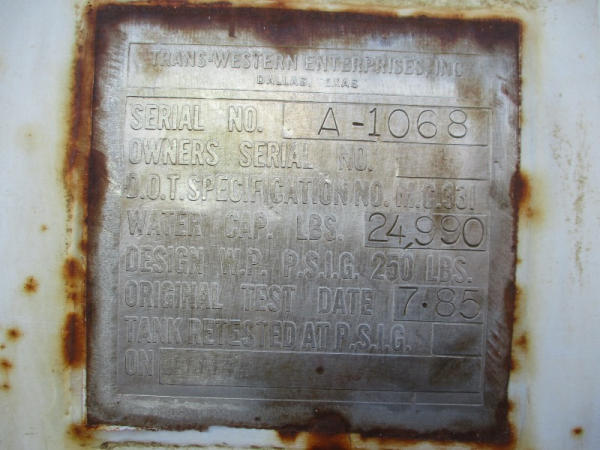 TRANS-WESTERN ENTERPRISES, INC
DALLAS, TEXAS
SERIAL NO. A-1068
OWNERS SERIAL NO.
D.O.T. SPECIFICATION NO. M.C.331
WATER CAP. LBS. 24,990
DESIGN W.P. P.S.I.G. 250 LBS.
ORIGINAL TEST DATE 7·85
TANK RETESTED AT P.S.I.G.
ON